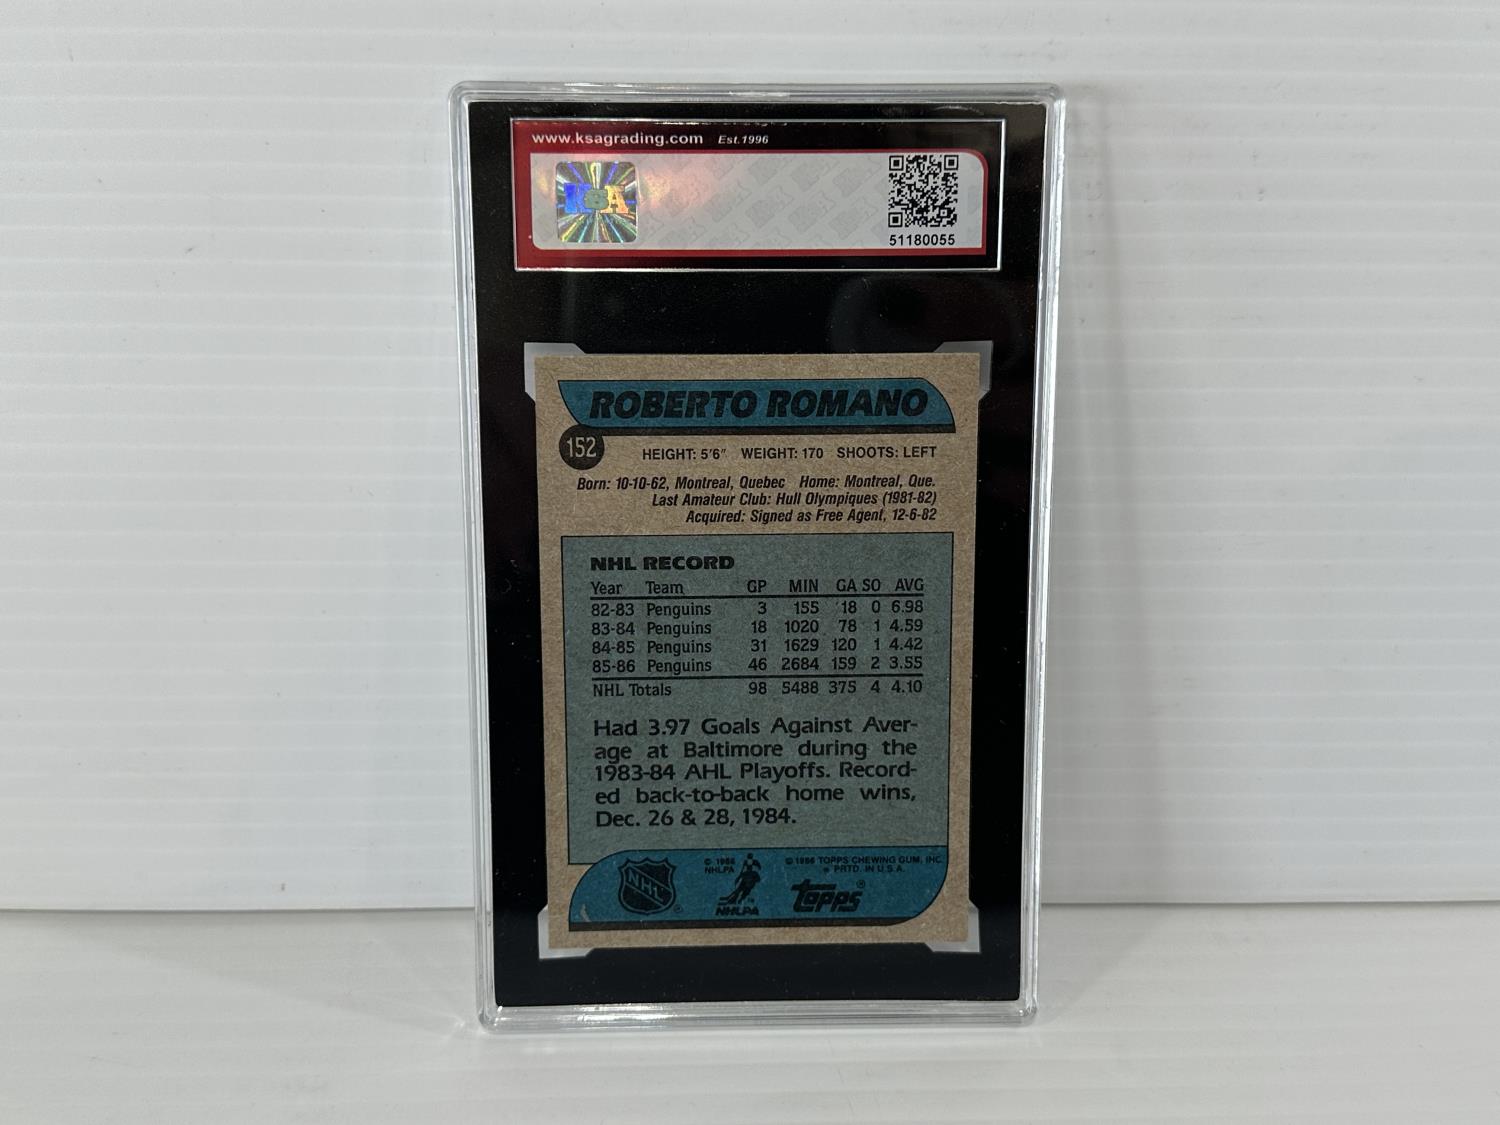 www.ksagrading.com Est.1996
KSA
51180055
ROBERTO ROMANO
152
HEIGHT: 5'6" WEIGHT: 170 SHOOTS: LEFT
Born: 10-10-62, Montreal, Quebec Home: Montreal, Que.
Last Amateur Club: Hull Olympiques (1981-82)
Acquired: Signed as Free Agent, 12-6-82
NHL RECORD
Year Team GP MIN GA SO AVG
82-83 Penguins 3 155 18 0 6.98
83-84 Penguins 18 1020 78 1 4.59
84-85 Penguins 31 1629 120 1 4.42
85-86 Penguins 46 2684 159 2 3.55
NHL Totals 98 5488 375 4 4.10
Had 3.97 Goals Against Aver-
age at Baltimore during the
1983-84 AHL Playoffs. Record-
ed back-to-back home wins,
Dec. 26 & 28, 1984.
NHL
© 1986
NHLPA
NHLPA
© 1986 TOPPS CHEWING GUM, INC.
PRTD. IN U.S.A.
topps®